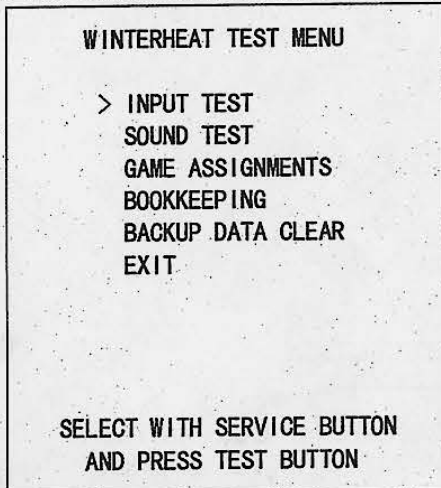 WINTERHEAT TEST MENU
> INPUT TEST
SOUND TEST
GAME ASSIGNMENTS
BOOKKEEPING
BACKUP DATA CLEAR
EXIT
SELECT WITH SERVICE BUTTON
AND PRESS TEST BUTTON